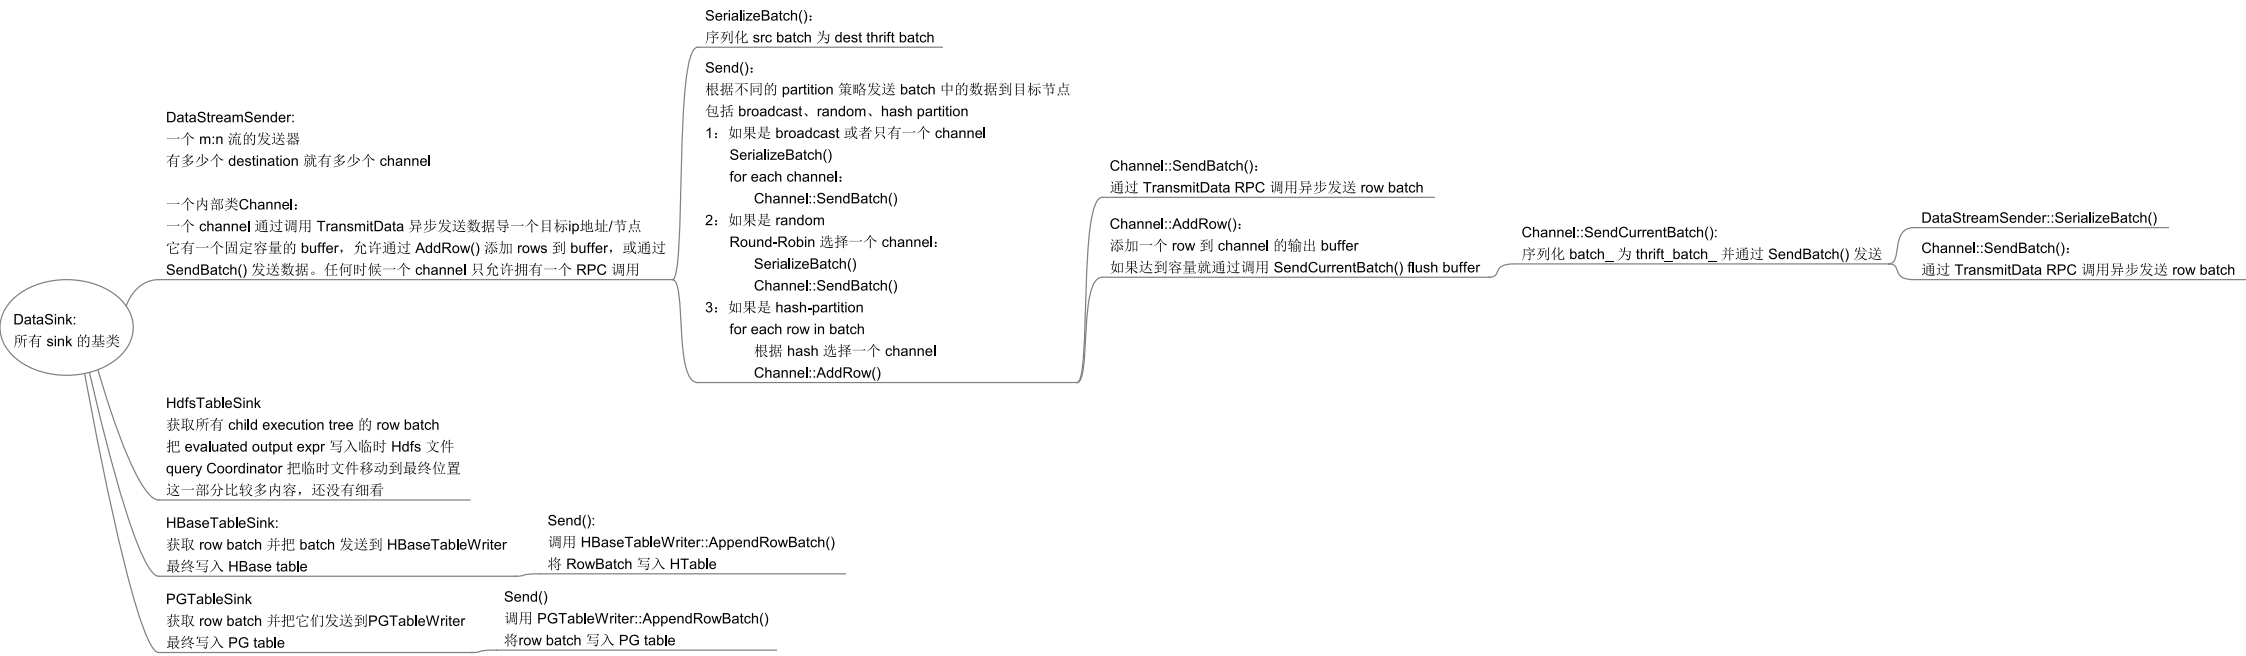 DataSink:
所有 sink 的基类
DataStreamSender:
一个 m:n 流的发送器
有多少个 destination 就有多少个 channel
一个内部类Channel：
一个 channel 通过调用 TransmitData 异步发送数据导一个目标ip地址/节点
它有一个固定容量的 buffer，允许通过 AddRow() 添加 rows 到 buffer，或通过
SendBatch() 发送数据。任何时候一个 channel 只允许拥有一个 RPC 调用
SerializeBatch()：
序列化 src batch 为 dest thrift batch
Send()：
根据不同的 partition 策略发送 batch 中的数据到目标节点
包括 broadcast、random、hash partition
1：如果是 broadcast 或者只有一个 channel
SerializeBatch()
for each channel：
Channel::SendBatch()
2：如果是 random
Round-Robin 选择一个 channel：
SerializeBatch()
Channel::SendBatch()
3：如果是 hash-partition
for each row in batch
根据 hash 选择一个 channel
Channel::AddRow()
Channel::SendBatch()：
通过 TransmitData RPC 调用异步发送 row batch
Channel::AddRow()：
添加一个 row 到 channel 的输出 buffer
如果达到容量就通过调用 SendCurrentBatch() flush buffer
Channel::SendCurrentBatch():
序列化 batch_ 为 thrift_batch_ 并通过 SendBatch() 发送
DataStreamSender::SerializeBatch()
Channel::SendBatch()：
通过 TransmitData RPC 调用异步发送 row batch
HdfsTableSink
获取所有 child execution tree 的 row batch
把 evaluated output expr 写入临时 Hdfs 文件
query Coordinator 把临时文件移动到最终位置
这一部分比较多内容，还没有细看
HBaseTableSink:
获取 row batch 并把 batch 发送到 HBaseTableWriter
最终写入 HBase table
Send():
调用 HBaseTableWriter::AppendRowBatch()
将 RowBatch 写入 HTable
PGTableSink
获取 row batch 并把它们发送到PGTableWriter
最终写入 PG table
Send()
调用 PGTableWriter::AppendRowBatch()
将row batch 写入 PG table